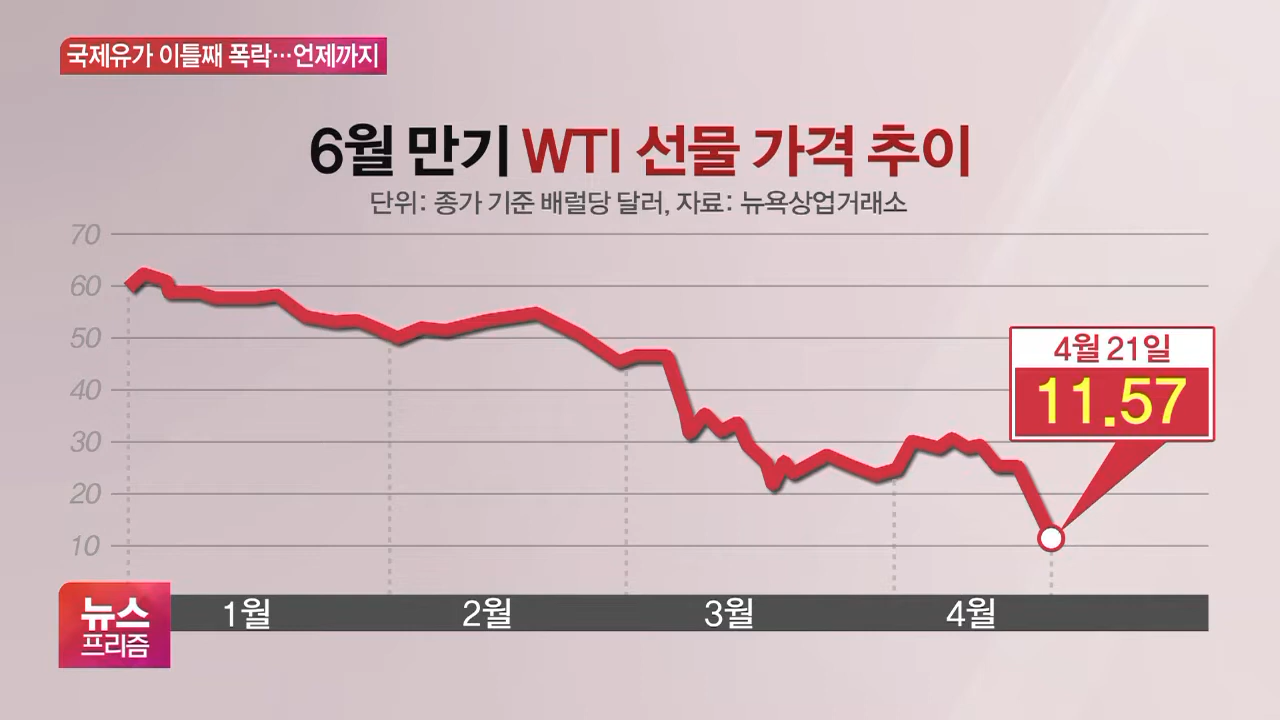 국제유가 이틀째 폭락…언제까지
6월 만기 WTI 선물 가격 추이
단위: 종가 기준 배럴당 달러, 자료: 뉴욕상업거래소
70
60
50
40
30
20
10
4월 21일
11.57
1월 2월 3월 4월
뉴스
프리즘